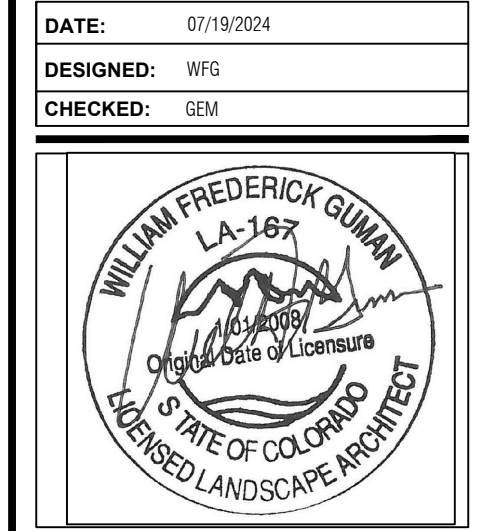 DATE: 07/19/2024
DESIGNED: WFG
CHECKED: GEM
WILLIAM FREDERICK GUMAN
LA-167
1/01/2008
Original Date of Licensure
STATE OF COLORADO
LICENSED LANDSCAPE ARCHITECT